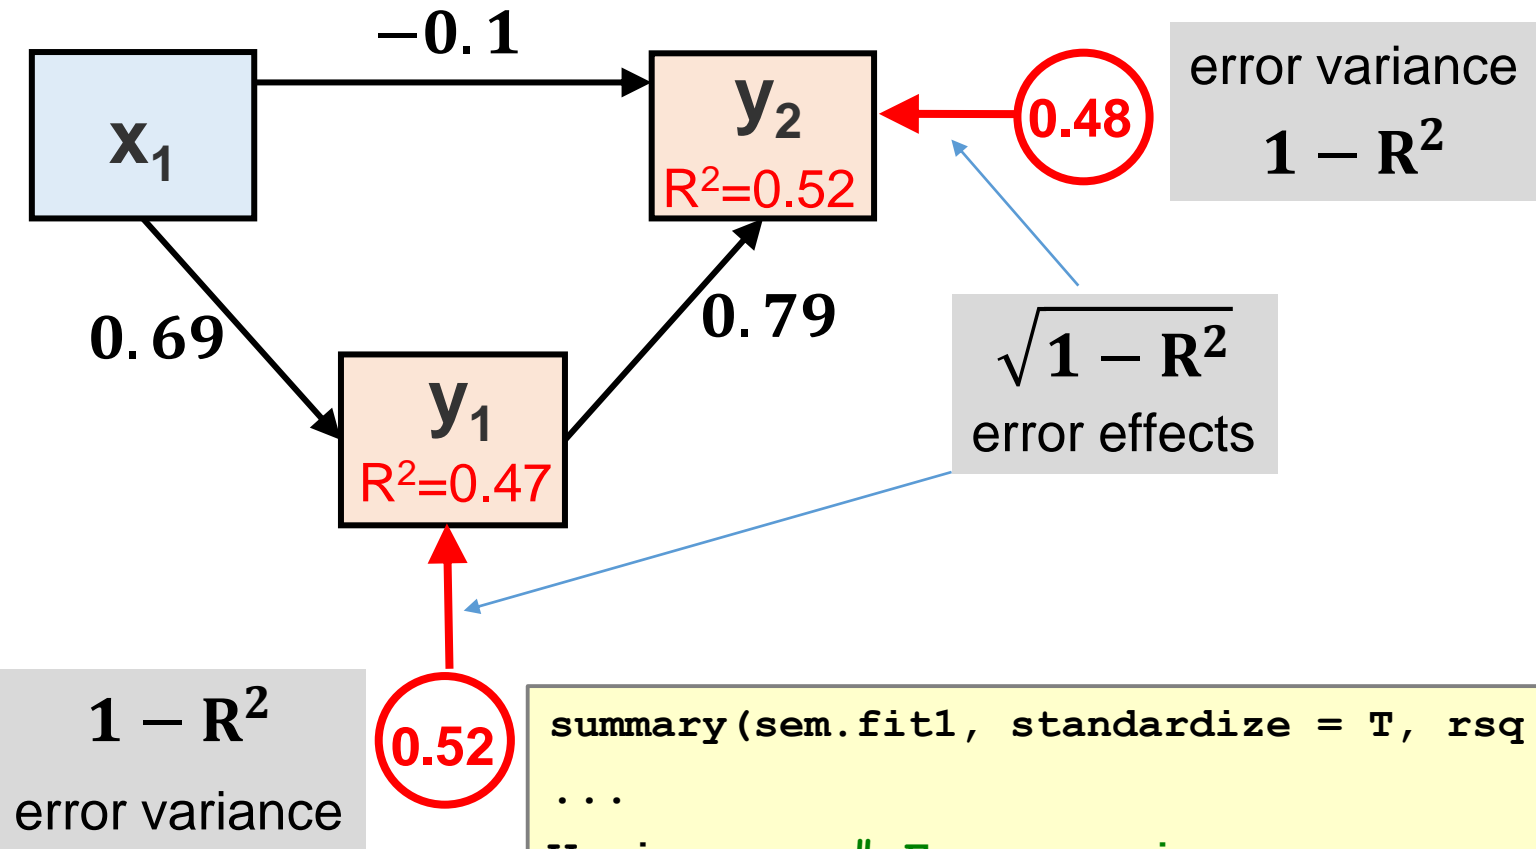 −0.1
x₁
y₂
R²=0.52
0.48
error variance
1 − R²
0.69
0.79
√1 − R²
error effects
y₁
R²=0.47
1 − R²
error variance
0.52
summary(sem.fit1, standardize = T, rsq
...